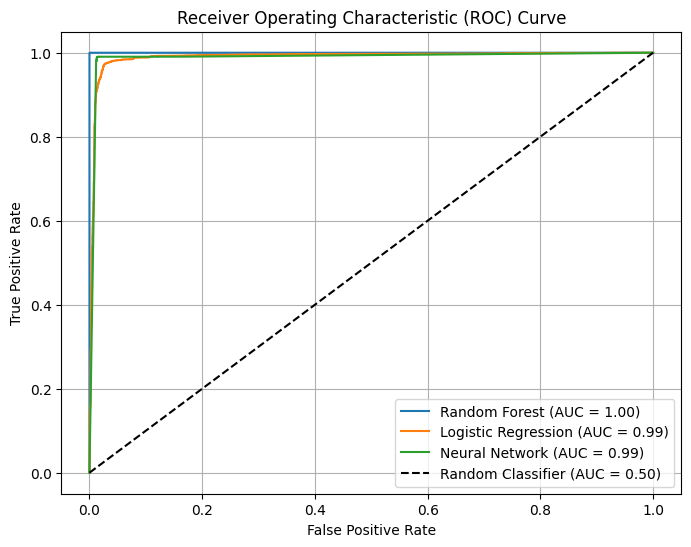 Receiver Operating Characteristic (ROC) Curve
True Positive Rate
1.0
0.8
0.6
0.4
0.2
0.0
Random Forest (AUC = 1.00)
Logistic Regression (AUC = 0.99)
Neural Network (AUC = 0.99)
Random Classifier (AUC = 0.50)
0.0 0.2 0.4 0.6 0.8 1.0
False Positive Rate